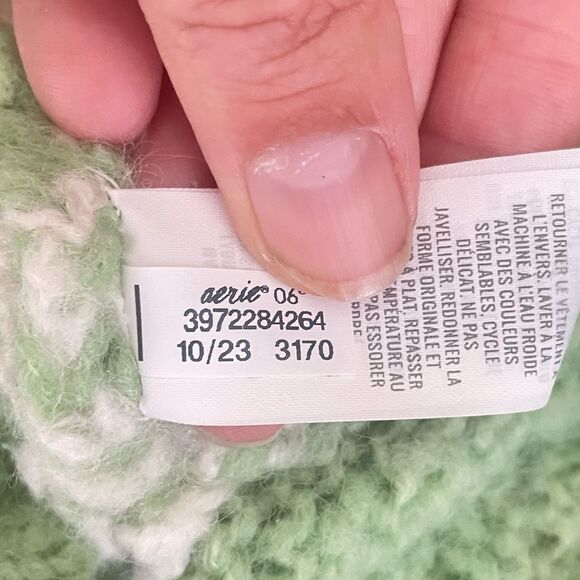 aerie® 06
3972284264
10/23 3170
RETOURNER LE VÊTEMENT
L'ENVERS. LAVER À LA
MACHINE À L'EAU FROIDE
AVEC DES COULEURS
SEMBLABLES, CYCLE
DÉLICAT. NE PAS
JAVELLISER. REDONNER LA
FORME ORIGINALE ET
À PLAT. REPASSER
TEMPÉRATURE AU
PAS ESSORER